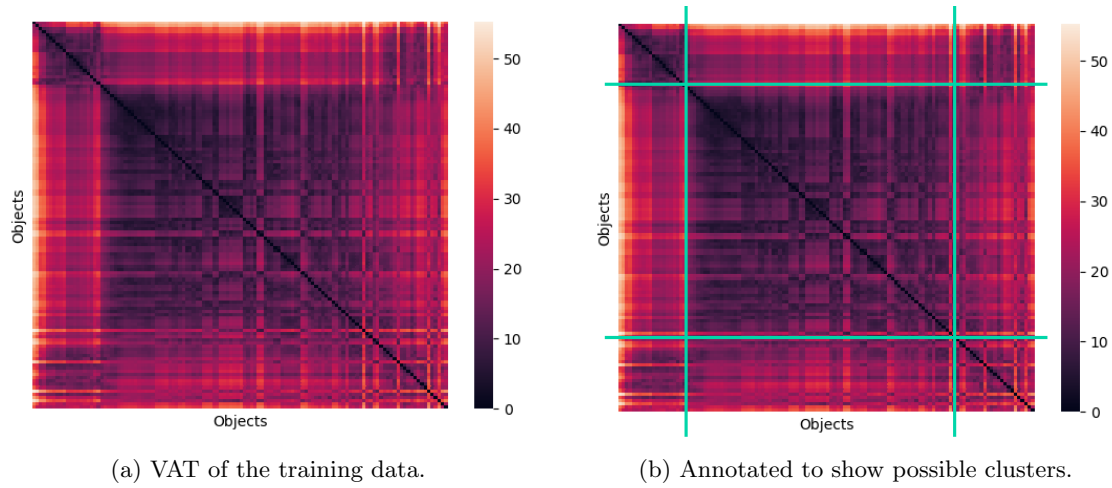 50
40
30
20
10
0
Objects
Objects
50
40
30
20
10
0
Objects
Objects
(a) VAT of the training data.
(b) Annotated to show possible clusters.